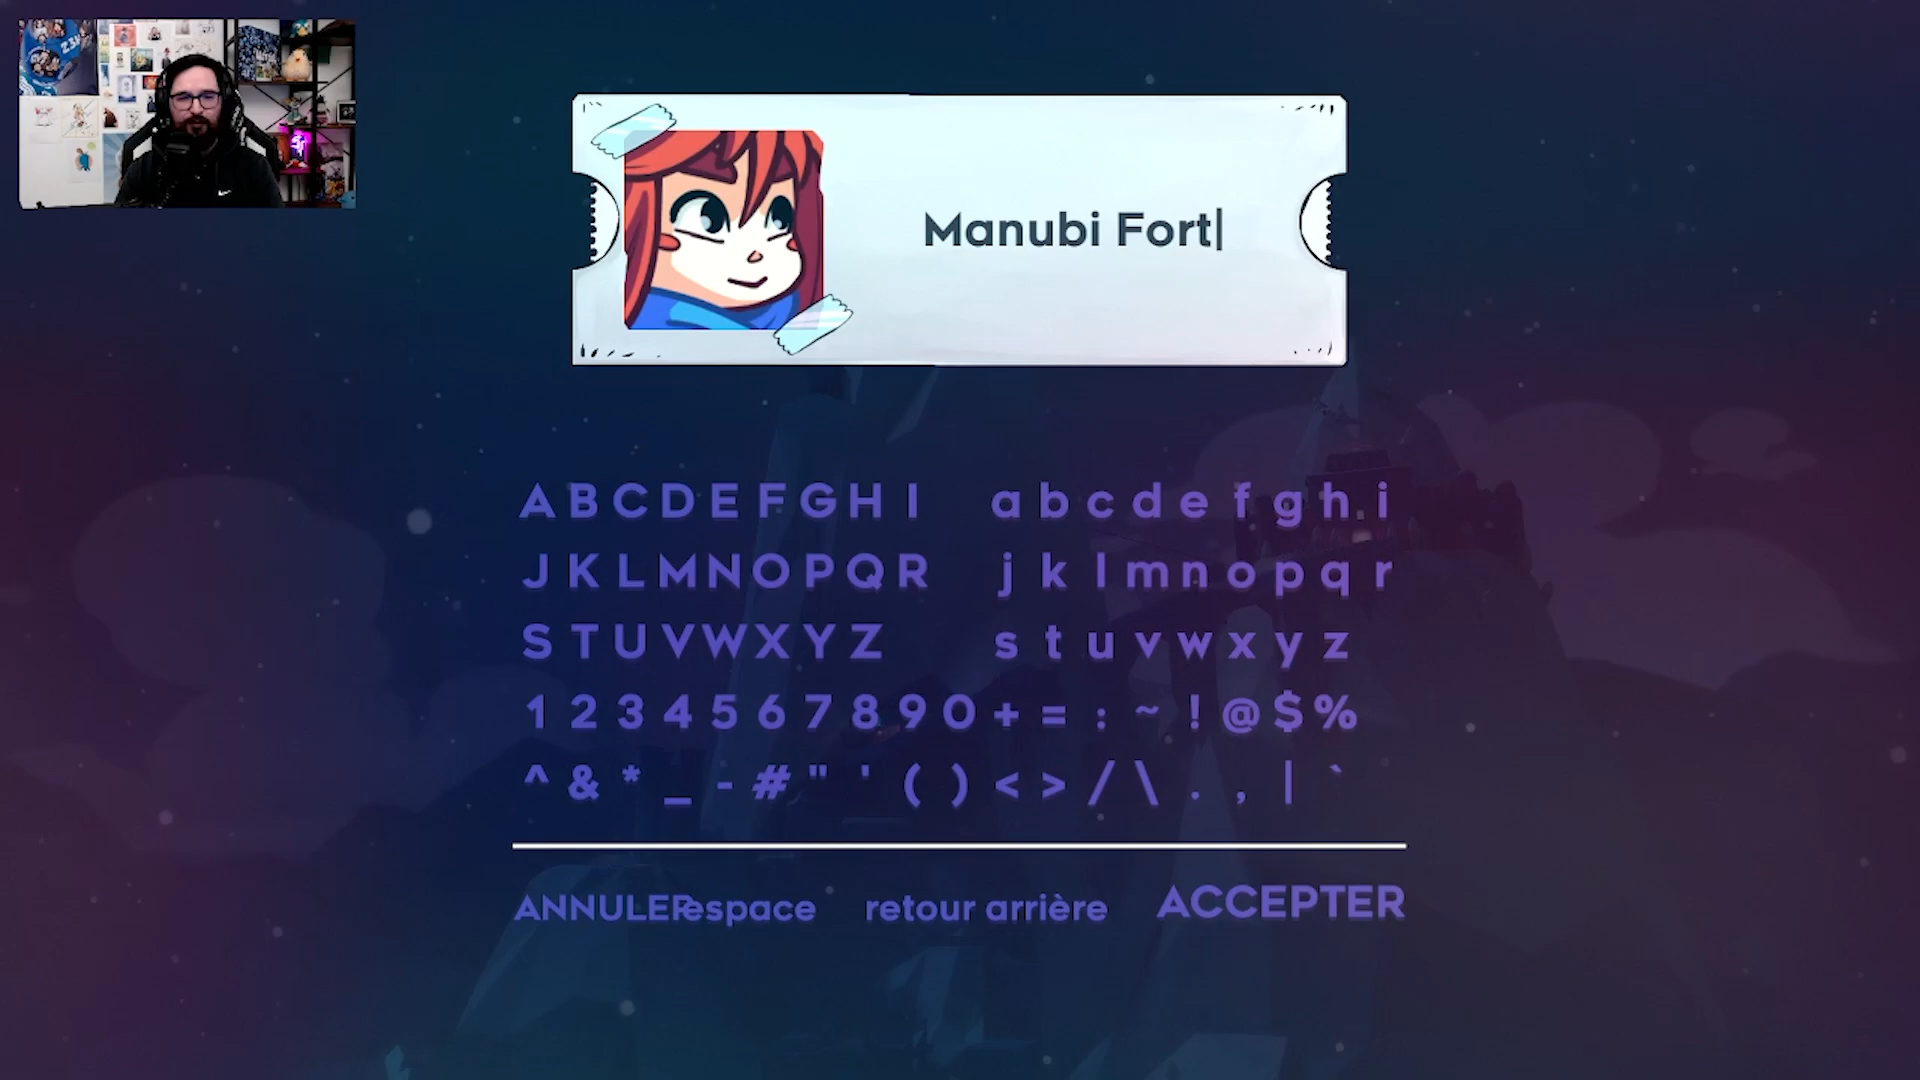 Manubi Fort|
A B C D E F G H I a b c d e f g h i
J K L M N O P Q R j k l m n o p q r
S T U V W X Y Z s t u v w x y z
1 2 3 4 5 6 7 8 9 0 + = : ~ ! @ $ %
^ & * _ - # " ' ( ) < > / \ . , | `
ANNULER espace retour arrière ACCEPTER